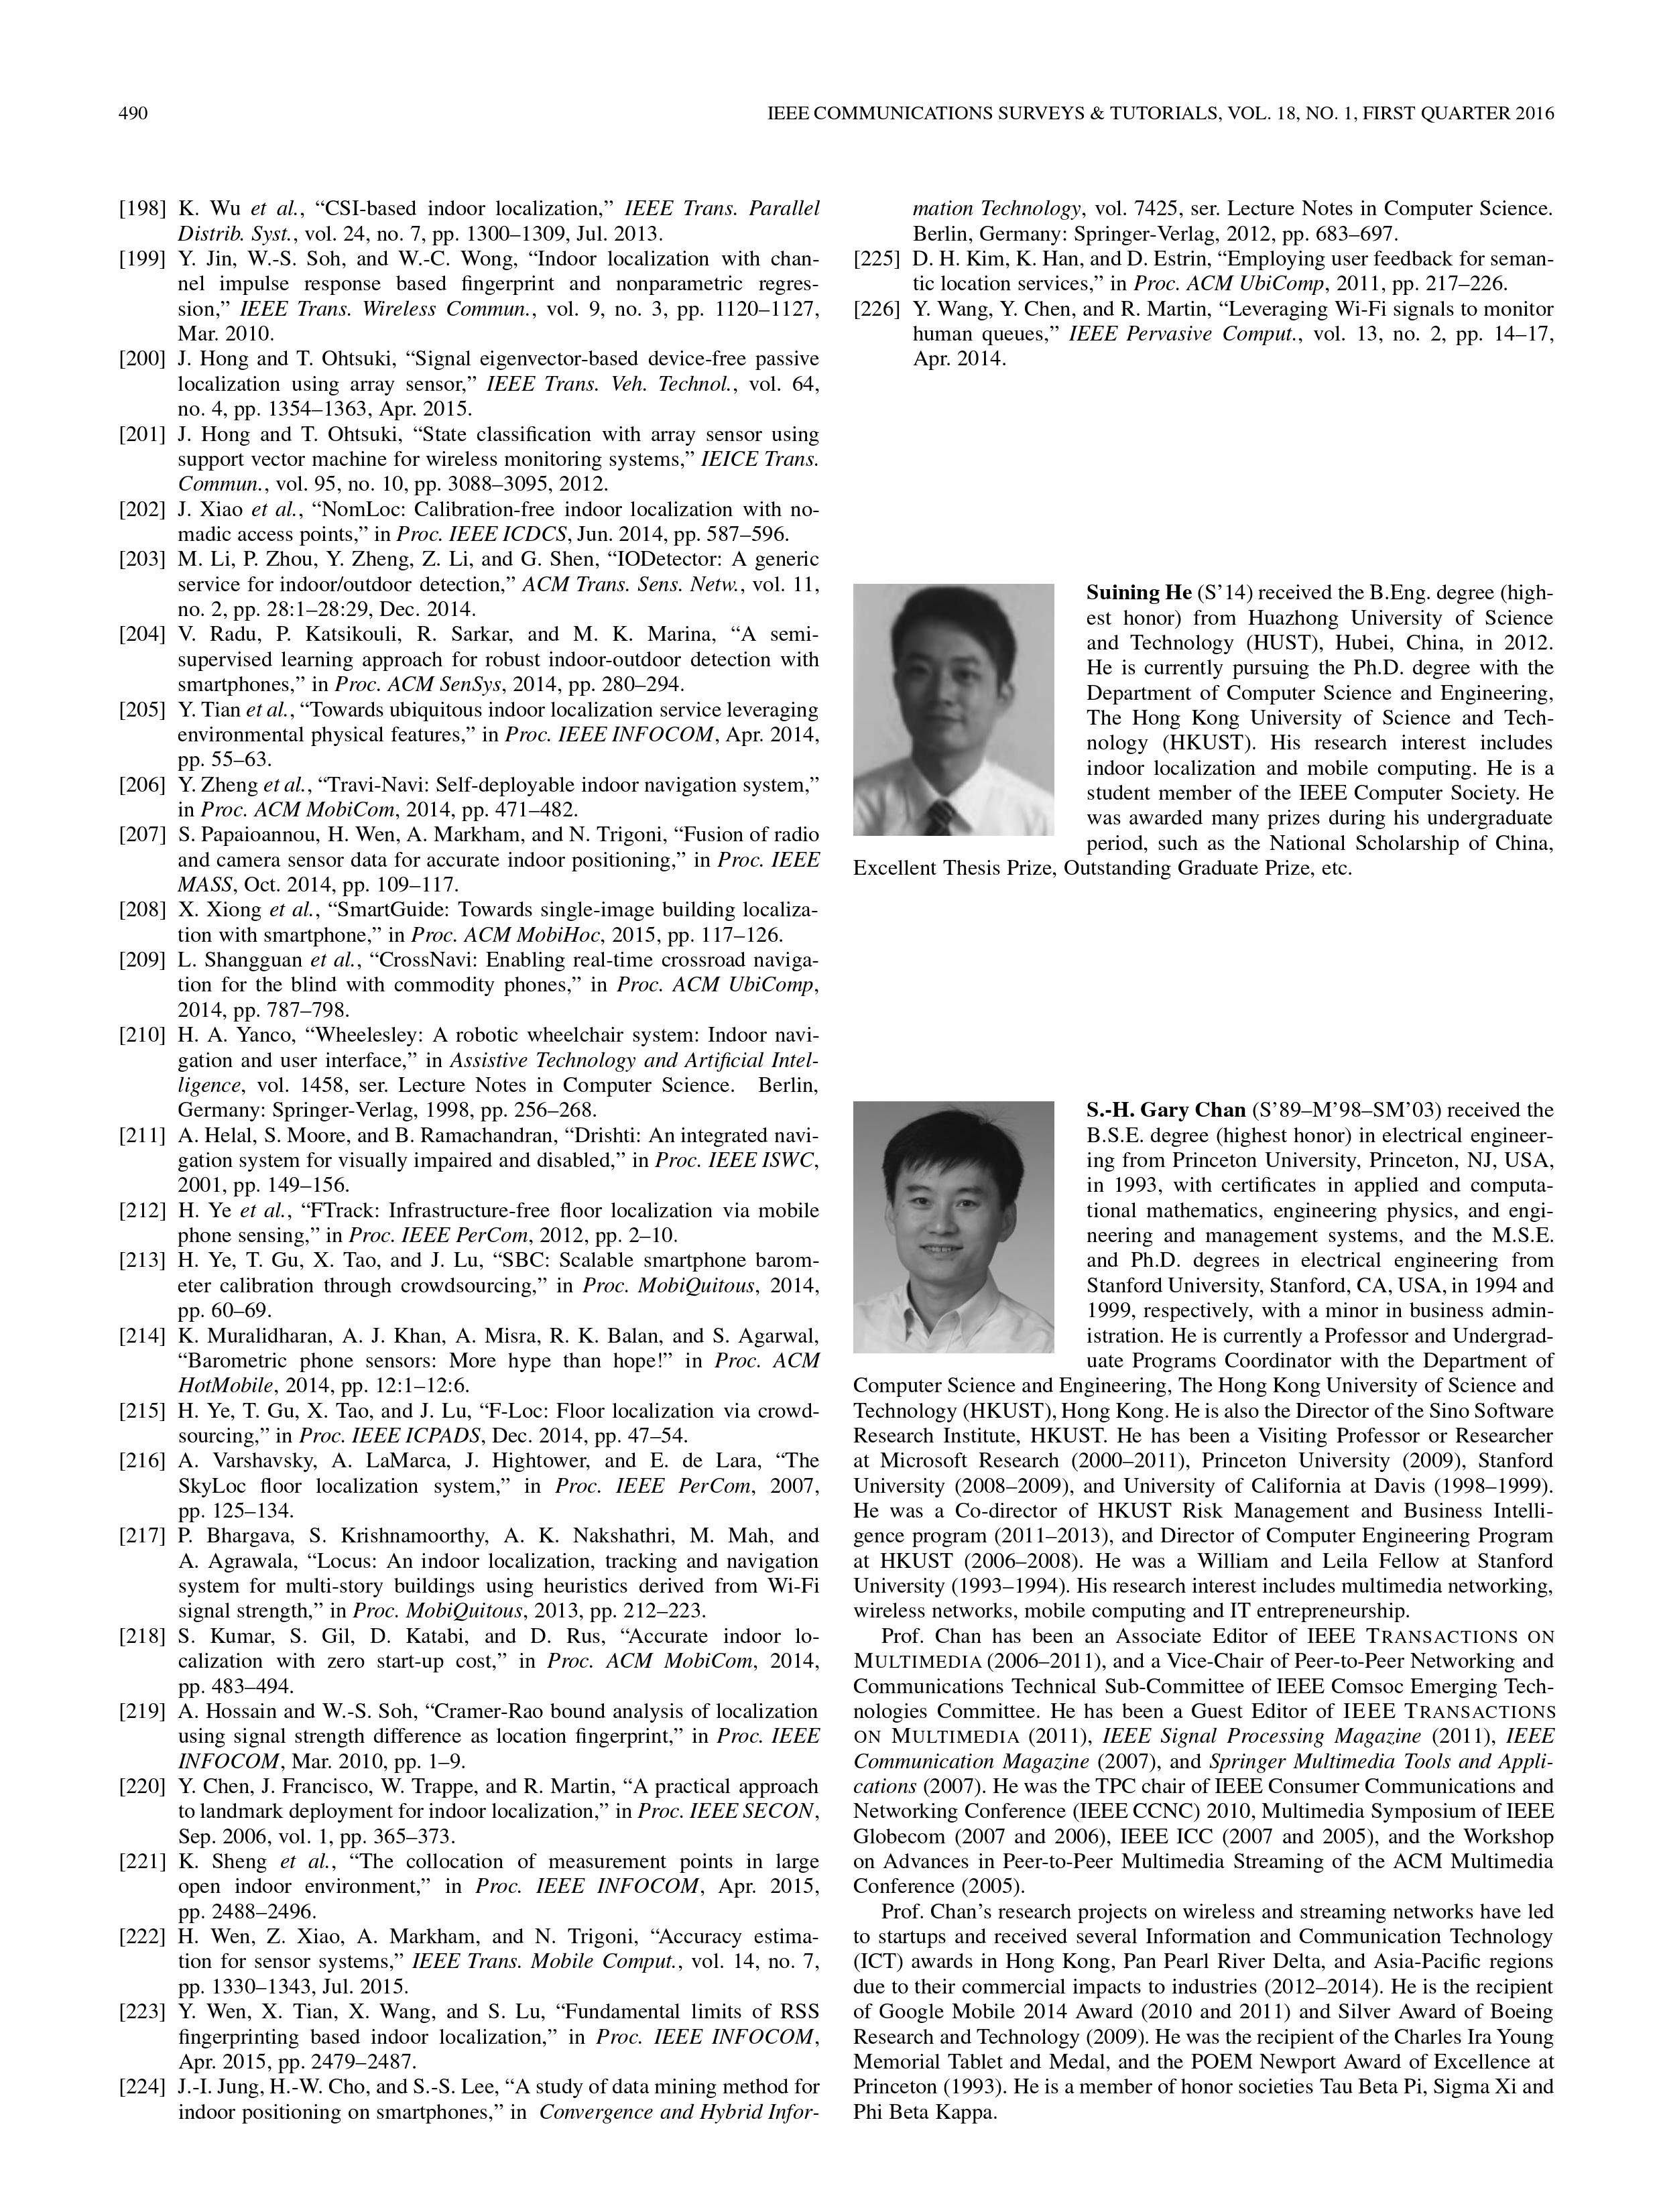 490
IEEE COMMUNICATIONS SURVEYS & TUTORIALS, VOL. 18, NO. 1, FIRST QUARTER 2016
[198] K. Wu et al., “CSI-based indoor localization,” IEEE Trans. Parallel
Distrib. Syst., vol. 24, no. 7, pp. 1300–1309, Jul. 2013.
[199] Y. Jin, W.-S. Soh, and W.-C. Wong, “Indoor localization with chan-
nel impulse response based fingerprint and nonparametric regres-
sion,” IEEE Trans. Wireless Commun., vol. 9, no. 3, pp. 1120–1127,
Mar. 2010.
[200] J. Hong and T. Ohtsuki, “Signal eigenvector-based device-free passive
localization using array sensor,” IEEE Trans. Veh. Technol., vol. 64,
no. 4, pp. 1354–1363, Apr. 2015.
[201] J. Hong and T. Ohtsuki, “State classification with array sensor using
support vector machine for wireless monitoring systems,” IEICE Trans.
Commun., vol. 95, no. 10, pp. 3088–3095, 2012.
[202] J. Xiao et al., “NomLoc: Calibration-free indoor localization with no-
madic access points,” in Proc. IEEE ICDCS, Jun. 2014, pp. 587–596.
[203] M. Li, P. Zhou, Y. Zheng, Z. Li, and G. Shen, “IODetector: A generic
service for indoor/outdoor detection,” ACM Trans. Sens. Netw., vol. 11,
no. 2, pp. 28:1–28:29, Dec. 2014.
[204] V. Radu, P. Katsikouli, R. Sarkar, and M. K. Marina, “A semi-
supervised learning approach for robust indoor-outdoor detection with
smartphones,” in Proc. ACM SenSys, 2014, pp. 280–294.
[205] Y. Tian et al., “Towards ubiquitous indoor localization service leveraging
environmental physical features,” in Proc. IEEE INFOCOM, Apr. 2014,
pp. 55–63.
[206] Y. Zheng et al., “Travi-Navi: Self-deployable indoor navigation system,”
in Proc. ACM MobiCom, 2014, pp. 471–482.
[207] S. Papaioannou, H. Wen, A. Markham, and N. Trigoni, “Fusion of radio
and camera sensor data for accurate indoor positioning,” in Proc. IEEE
MASS, Oct. 2014, pp. 109–117.
[208] X. Xiong et al., “SmartGuide: Towards single-image building localiza-
tion with smartphone,” in Proc. ACM MobiHoc, 2015, pp. 117–126.
[209] L. Shangguan et al., “CrossNavi: Enabling real-time crossroad naviga-
tion for the blind with commodity phones,” in Proc. ACM UbiComp,
2014, pp. 787–798.
[210] H. A. Yanco, “Wheelesley: A robotic wheelchair system: Indoor navi-
gation and user interface,” in Assistive Technology and Artificial Intel-
ligence, vol. 1458, ser. Lecture Notes in Computer Science. Berlin,
Germany: Springer-Verlag, 1998, pp. 256–268.
[211] A. Helal, S. Moore, and B. Ramachandran, “Drishti: An integrated navi-
gation system for visually impaired and disabled,” in Proc. IEEE ISWC,
2001, pp. 149–156.
[212] H. Ye et al., “FTrack: Infrastructure-free floor localization via mobile
phone sensing,” in Proc. IEEE PerCom, 2012, pp. 2–10.
[213] H. Ye, T. Gu, X. Tao, and J. Lu, “SBC: Scalable smartphone barom-
eter calibration through crowdsourcing,” in Proc. MobiQuitous, 2014,
pp. 60–69.
[214] K. Muralidharan, A. J. Khan, A. Misra, R. K. Balan, and S. Agarwal,
“Barometric phone sensors: More hype than hope!” in Proc. ACM
HotMobile, 2014, pp. 12:1–12:6.
[215] H. Ye, T. Gu, X. Tao, and J. Lu, “F-Loc: Floor localization via crowd-
sourcing,” in Proc. IEEE ICPADS, Dec. 2014, pp. 47–54.
[216] A. Varshavsky, A. LaMarca, J. Hightower, and E. de Lara, “The
SkyLoc floor localization system,” in Proc. IEEE PerCom, 2007,
pp. 125–134.
[217] P. Bhargava, S. Krishnamoorthy, A. K. Nakshathri, M. Mah, and
A. Agrawala, “Locus: An indoor localization, tracking and navigation
system for multi-story buildings using heuristics derived from Wi-Fi
signal strength,” in Proc. MobiQuitous, 2013, pp. 212–223.
[218] S. Kumar, S. Gil, D. Katabi, and D. Rus, “Accurate indoor lo-
calization with zero start-up cost,” in Proc. ACM MobiCom, 2014,
pp. 483–494.
[219] A. Hossain and W.-S. Soh, “Cramer-Rao bound analysis of localization
using signal strength difference as location fingerprint,” in Proc. IEEE
INFOCOM, Mar. 2010, pp. 1–9.
[220] Y. Chen, J. Francisco, W. Trappe, and R. Martin, “A practical approach
to landmark deployment for indoor localization,” in Proc. IEEE SECON,
Sep. 2006, vol. 1, pp. 365–373.
[221] K. Sheng et al., “The collocation of measurement points in large
open indoor environment,” in Proc. IEEE INFOCOM, Apr. 2015,
pp. 2488–2496.
[222] H. Wen, Z. Xiao, A. Markham, and N. Trigoni, “Accuracy estima-
tion for sensor systems,” IEEE Trans. Mobile Comput., vol. 14, no. 7,
pp. 1330–1343, Jul. 2015.
[223] Y. Wen, X. Tian, X. Wang, and S. Lu, “Fundamental limits of RSS
fingerprinting based indoor localization,” in Proc. IEEE INFOCOM,
Apr. 2015, pp. 2479–2487.
[224] J.-I. Jung, H.-W. Cho, and S.-S. Lee, “A study of data mining method for
indoor positioning on smartphones,” in Convergence and Hybrid Infor-
mation Technology, vol. 7425, ser. Lecture Notes in Computer Science.
Berlin, Germany: Springer-Verlag, 2012, pp. 683–697.
[225] D. H. Kim, K. Han, and D. Estrin, “Employing user feedback for seman-
tic location services,” in Proc. ACM UbiComp, 2011, pp. 217–226.
[226] Y. Wang, Y. Chen, and R. Martin, “Leveraging Wi-Fi signals to monitor
human queues,” IEEE Pervasive Comput., vol. 13, no. 2, pp. 14–17,
Apr. 2014.
Suining He (S’14) received the B.Eng. degree (high-
est honor) from Huazhong University of Science
and Technology (HUST), Hubei, China, in 2012.
He is currently pursuing the Ph.D. degree with the
Department of Computer Science and Engineering,
The Hong Kong University of Science and Tech-
nology (HKUST). His research interest includes
indoor localization and mobile computing. He is a
student member of the IEEE Computer Society. He
was awarded many prizes during his undergraduate
period, such as the National Scholarship of China,
Excellent Thesis Prize, Outstanding Graduate Prize, etc.
S.-H. Gary Chan (S’89–M’98–SM’03) received the
B.S.E. degree (highest honor) in electrical engineer-
ing from Princeton University, Princeton, NJ, USA,
in 1993, with certificates in applied and computa-
tional mathematics, engineering physics, and engi-
neering and management systems, and the M.S.E.
and Ph.D. degrees in electrical engineering from
Stanford University, Stanford, CA, USA, in 1994 and
1999, respectively, with a minor in business admin-
istration. He is currently a Professor and Undergrad-
uate Programs Coordinator with the Department of
Computer Science and Engineering, The Hong Kong University of Science and
Technology (HKUST), Hong Kong. He is also the Director of the Sino Software
Research Institute, HKUST. He has been a Visiting Professor or Researcher
at Microsoft Research (2000–2011), Princeton University (2009), Stanford
University (2008–2009), and University of California at Davis (1998–1999).
He was a Co-director of HKUST Risk Management and Business Intelli-
gence program (2011–2013), and Director of Computer Engineering Program
at HKUST (2006–2008). He was a William and Leila Fellow at Stanford
University (1993–1994). His research interest includes multimedia networking,
wireless networks, mobile computing and IT entrepreneurship.
Prof. Chan has been an Associate Editor of IEEE TRANSACTIONS ON
MULTIMEDIA (2006–2011), and a Vice-Chair of Peer-to-Peer Networking and
Communications Technical Sub-Committee of IEEE Comsoc Emerging Tech-
nologies Committee. He has been a Guest Editor of IEEE TRANSACTIONS
ON MULTIMEDIA (2011), IEEE Signal Processing Magazine (2011), IEEE
Communication Magazine (2007), and Springer Multimedia Tools and Appli-
cations (2007). He was the TPC chair of IEEE Consumer Communications and
Networking Conference (IEEE CCNC) 2010, Multimedia Symposium of IEEE
Globecom (2007 and 2006), IEEE ICC (2007 and 2005), and the Workshop
on Advances in Peer-to-Peer Multimedia Streaming of the ACM Multimedia
Conference (2005).
Prof. Chan’s research projects on wireless and streaming networks have led
to startups and received several Information and Communication Technology
(ICT) awards in Hong Kong, Pan Pearl River Delta, and Asia-Pacific regions
due to their commercial impacts to industries (2012–2014). He is the recipient
of Google Mobile 2014 Award (2010 and 2011) and Silver Award of Boeing
Research and Technology (2009). He was the recipient of the Charles Ira Young
Memorial Tablet and Medal, and the POEM Newport Award of Excellence at
Princeton (1993). He is a member of honor societies Tau Beta Pi, Sigma Xi and
Phi Beta Kappa.